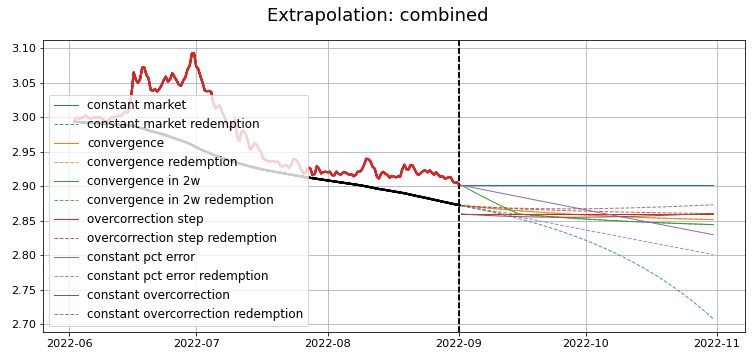 Extrapolation: combined
3.10
3.05
3.00
2.95
2.90
2.85
2.80
2.75
2.70
constant market
constant market redemption
convergence
convergence redemption
convergence in 2w
convergence in 2w redemption
overcorrection step
overcorrection step redemption
constant pct error
constant pct error redemption
constant overcorrection
constant overcorrection redemption
2022-06 2022-07 2022-08 2022-09 2022-10 2022-11